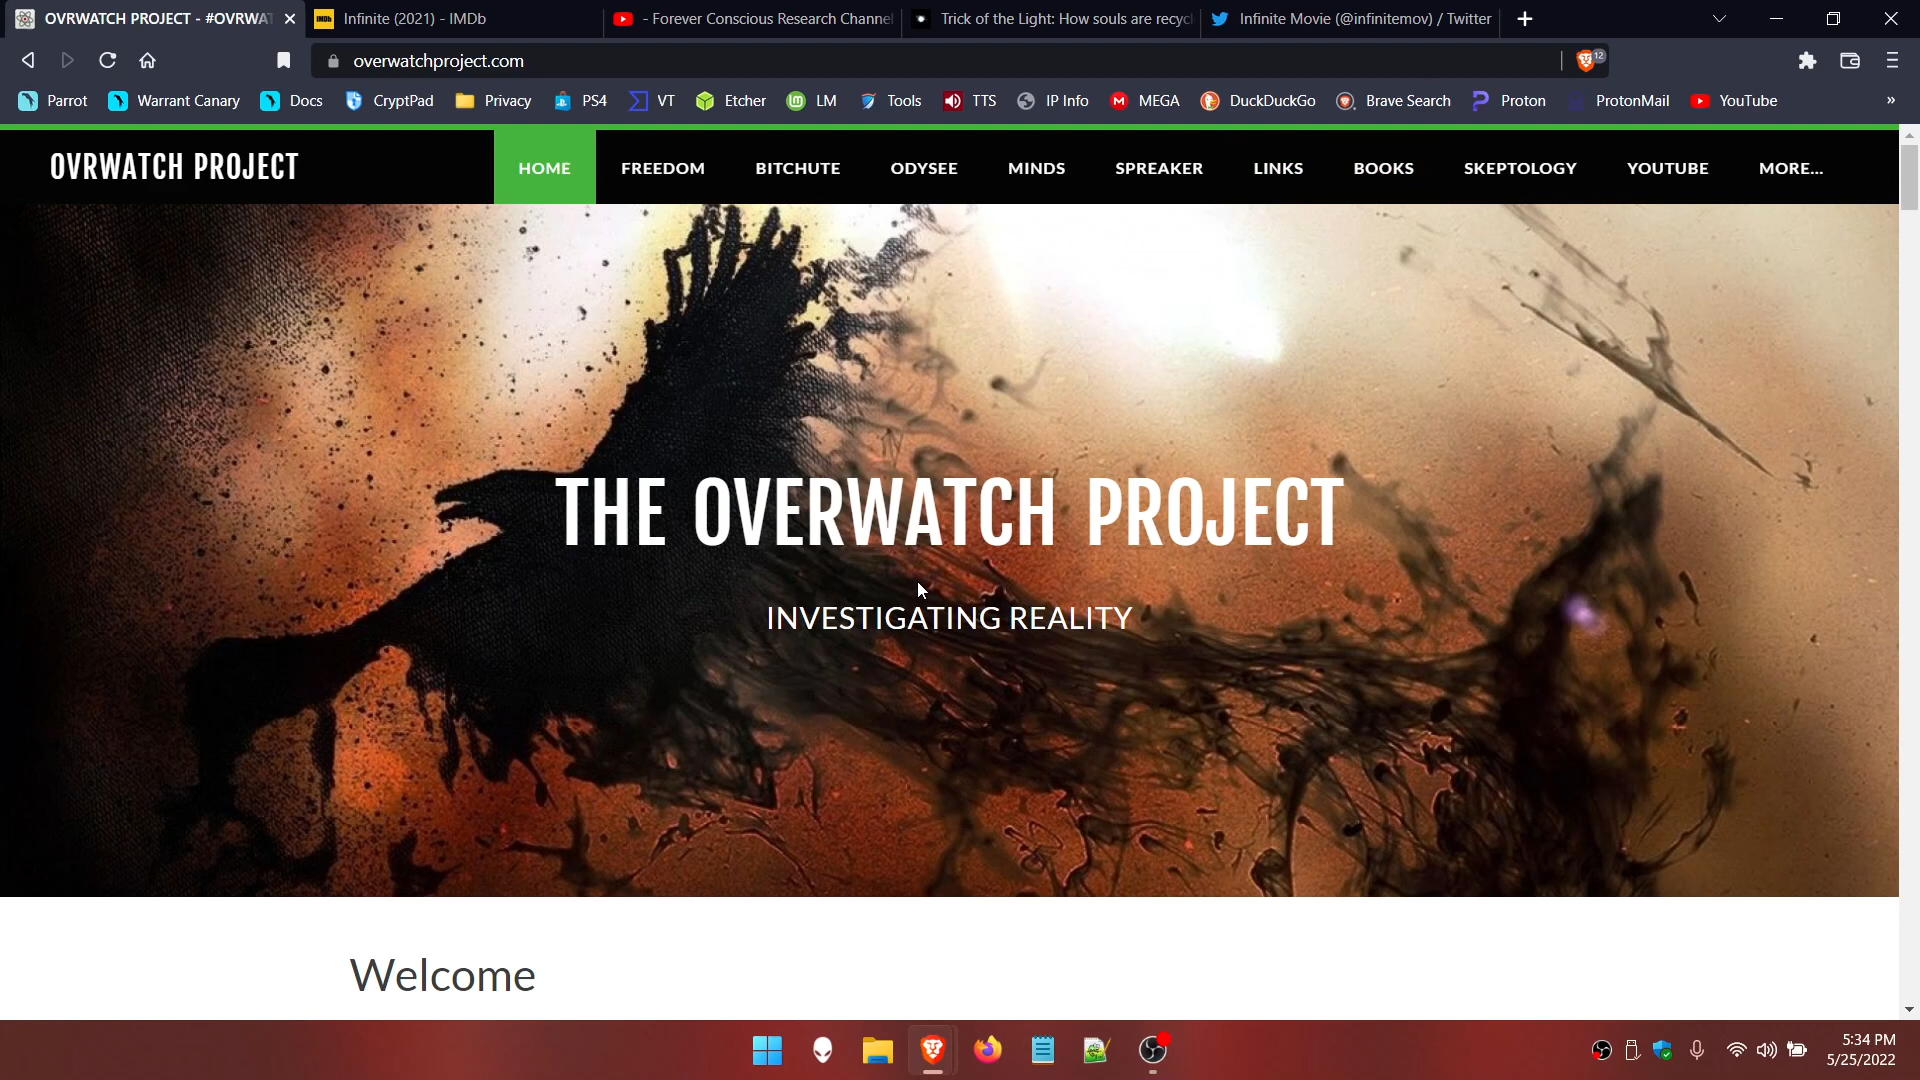 OVRWATCH PROJECT - #OVRWA
Infinite (2021) - IMDb
- Forever Conscious Research Channel
Trick of the Light: How souls are recycl
Infinite Movie (@infinitemov) / Twitter
overwatchproject.com
12
Parrot
Warrant Canary
Docs
CryptPad
Privacy
PS4
VT
Etcher
LM
Tools
TTS
IP Info
MEGA
DuckDuckGo
Brave Search
Proton
ProtonMail
YouTube
»
OVRWATCH PROJECT
HOME
FREEDOM
BITCHUTE
ODYSEE
MINDS
SPREAKER
LINKS
BOOKS
SKEPTOLOGY
YOUTUBE
MORE...
THE OVERWATCH PROJECT
INVESTIGATING REALITY
Welcome
5:34 PM
5/25/2022